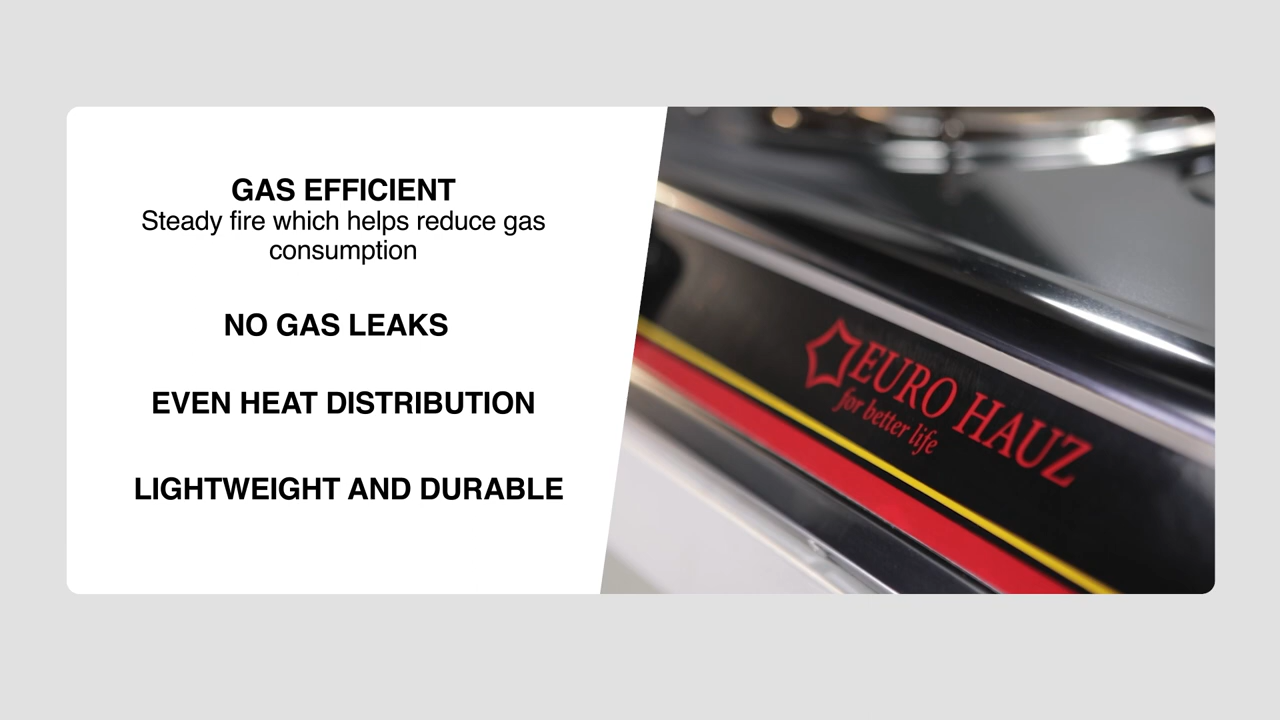 GAS EFFICIENT
Steady fire which helps reduce gas
consumption
NO GAS LEAKS
EVEN HEAT DISTRIBUTION
LIGHTWEIGHT AND DURABLE
EURO HAUZ
for better life